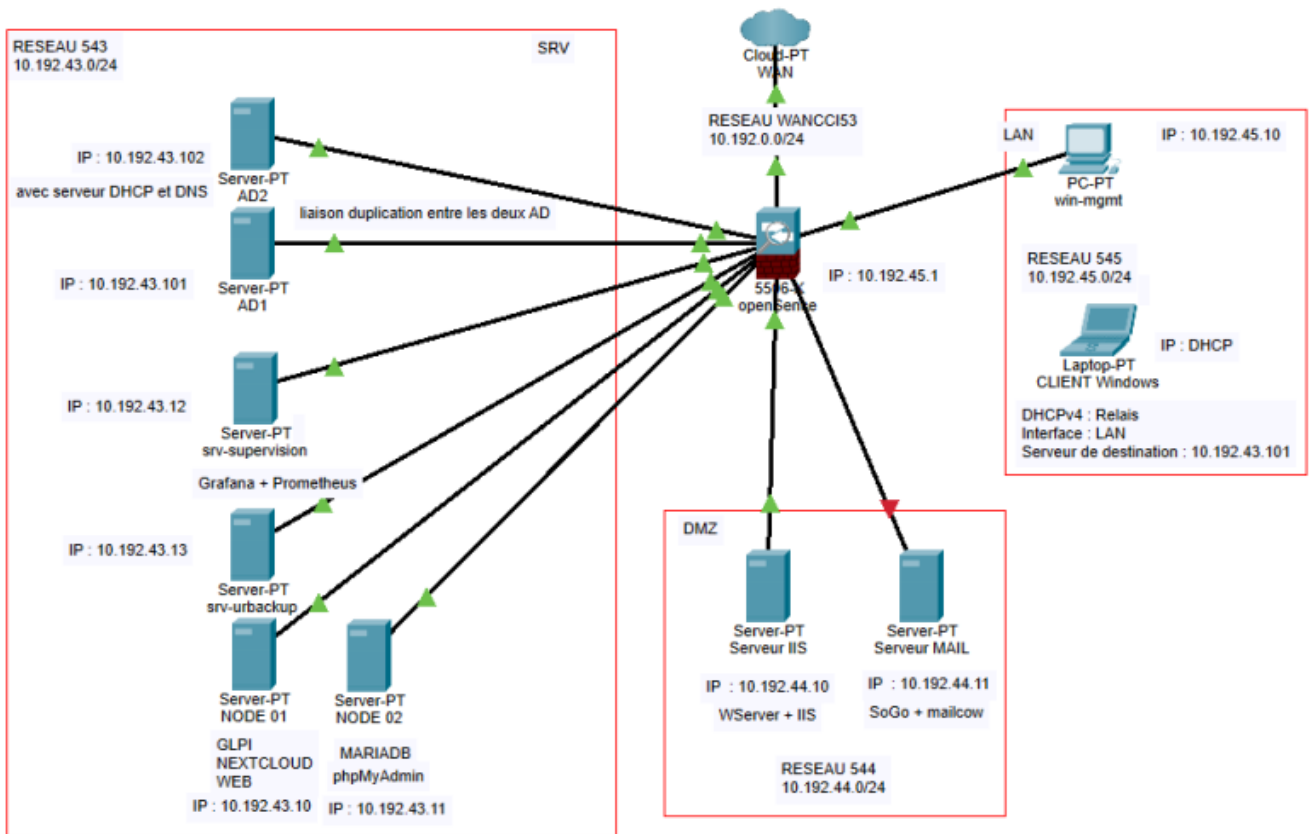 RESEAU 543
10.192.43.0/24
SRV
IP : 10.192.43.102
Server-PT
AD2
avec serveur DHCP et DNS
liaison duplication entre les deux AD
IP : 10.192.43.101
Server-PT
AD1
IP : 10.192.43.12
Server-PT
srv-supervision
Grafana + Prometheus
IP : 10.192.43.13
Server-PT
srv-urbackup
Server-PT
NODE 01
GLPI
NEXTCLOUD
WEB
IP : 10.192.43.10
Server-PT
NODE 02
MARIADB
phpMyAdmin
IP : 10.192.43.11
Cloud-PT
WAN
RESEAU WANCCI53
10.192.0.0/24
5506-X
openSense
IP : 10.192.45.1
LAN
PC-PT
win-mgmt
IP : 10.192.45.10
RESEAU 545
10.192.45.0/24
Laptop-PT
CLIENT Windows
IP : DHCP
DHCPv4 : Relais
Interface : LAN
Serveur de destination : 10.192.43.101
DMZ
Server-PT
Serveur IIS
IP : 10.192.44.10
WServer + IIS
Server-PT
Serveur MAIL
IP : 10.192.44.11
SoGo + mailcow
RESEAU 544
10.192.44.0/24